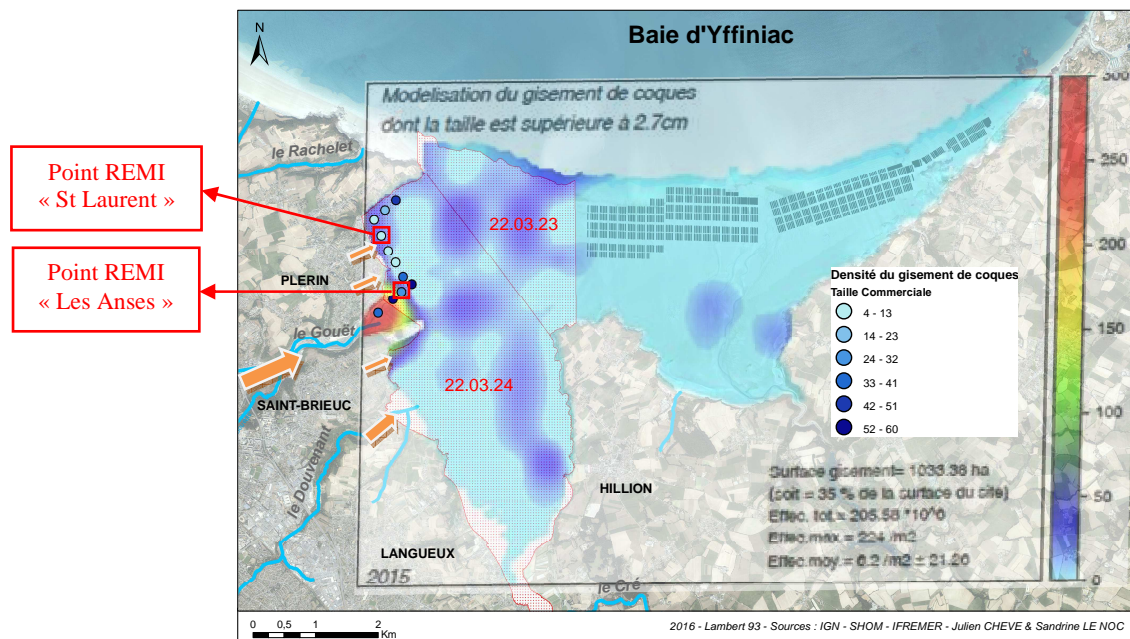 Baie d'Yffiniac
N
Modelisation du gisement de coques
dont la taille est supérieure à 2.7cm
300
250
200
150
100
50
0
le Rachelet
Point REMI
« St Laurent »
22.03.23
PLERIN
Point REMI
« Les Anses »
le Gouët
Densité du gisement de coques
Taille Commerciale
4 - 13
14 - 23
24 - 32
33 - 41
42 - 51
52 - 60
22.03.24
SAINT-BRIEUC
le Douvenant
HILLION
LANGUEUX
Surface gisement= 1033.38 ha
(soit = 35 % de la surface du site)
Effec. tot.= 205.58 *10^6
Effec.max = 224 /m2
Effec.moy = 6.2 /m2 ± 21.26
2015
le Cré
0 0,5 1 2
Km
2016 - Lambert 93 - Sources : IGN - SHOM - IFREMER - Julien CHEVE & Sandrine LE NOC